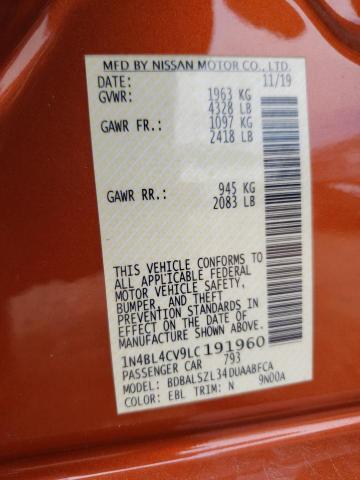 MFD BY NISSAN MOTOR CO., LTD.
DATE: 11/19
GVWR: 1963 KG
4328 LB
GAWR FR.: 1097 KG
2418 LB
GAWR RR.: 945 KG
2083 LB
THIS VEHICLE CONFORMS TO
ALL APPLICABLE FEDERAL
MOTOR VEHICLE SAFETY,
BUMPER, AND THEFT
PREVENTION STANDARDS IN
EFFECT ON THE DATE OF
MANUFACTURE SHOWN ABOVE.
1N4BL4CV9LC191960
PASSENGER CAR 793
MODEL: BDBALSZL34DUAABFCA
COLOR: EBL TRIM: N 9N00A